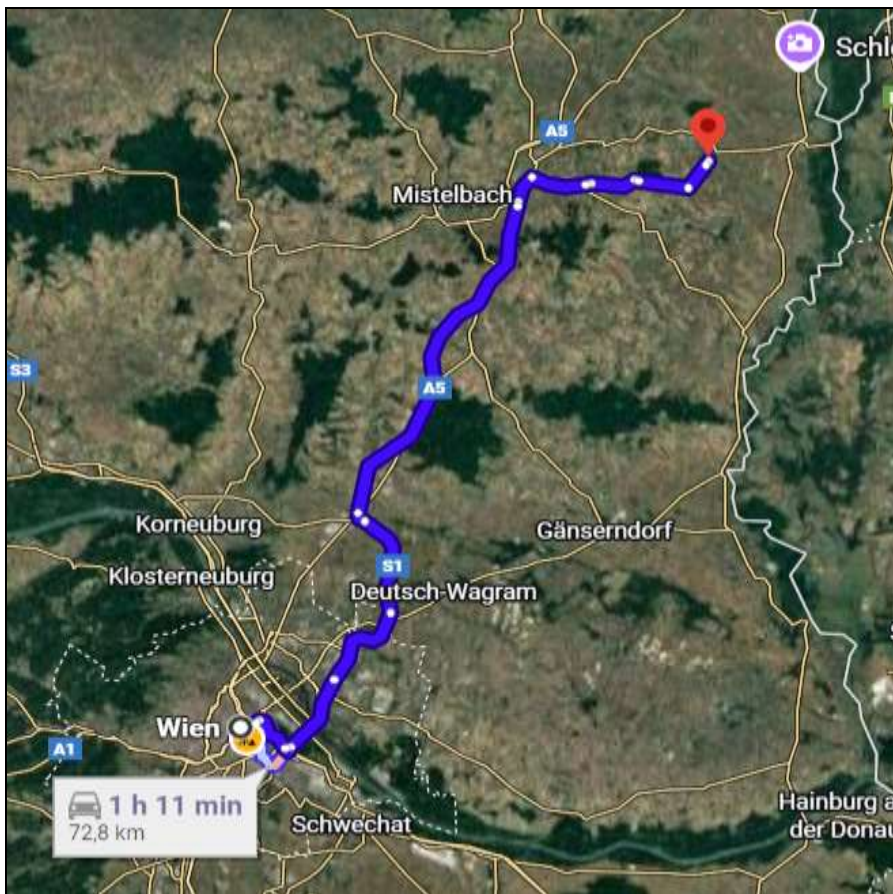 Schl
A5
Mistelbach
S3
A5
Korneuburg
Gänserndorf
S1
Klosterneuburg
Deutsch-Wagram
Wien
A1
1 h 11 min
72,8 km
Schwechat
Hainburg a
der Donau